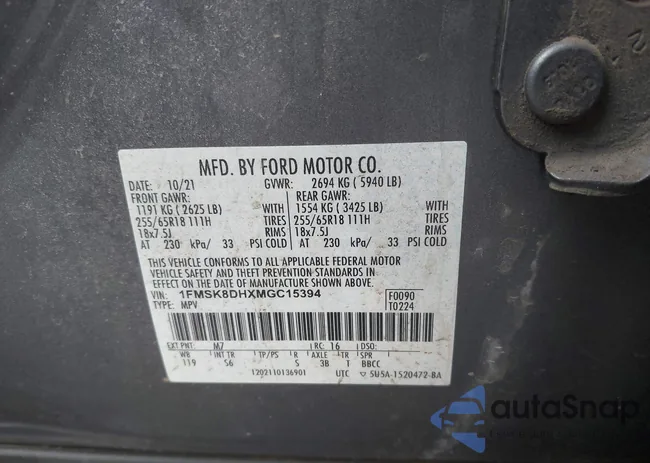 MFD. BY FORD MOTOR CO.
DATE: 10/21 GVWR: 2694 KG ( 5940 LB)
FRONT GAWR: REAR GAWR:
1191 KG ( 2625 LB) WITH 1554 KG ( 3425 LB) WITH
255/65R18 111H TIRES 255/65R18 111H TIRES
18x7.5J RIMS 18x7.5J RIMS
AT 230 kPa/ 33 PSI COLD AT 230 kPa/ 33 PSI COLD
THIS VEHICLE CONFORMS TO ALL APPLICABLE FEDERAL MOTOR
VEHICLE SAFETY AND THEFT PREVENTION STANDARDS IN
EFFECT ON THE DATE OF MANUFACTURE SHOWN ABOVE.
VIN: 1FMSK8DHXMGC15394 F0090
TYPE: MPV T0224
EXT PNT: M7 RC: 16 DSO:
WB INT TR TP/PS R AXLE TR SPR
119 S6 S 3B T BBCC
1202110136901 UTC 5U5A-1520472-BA
autoSnap